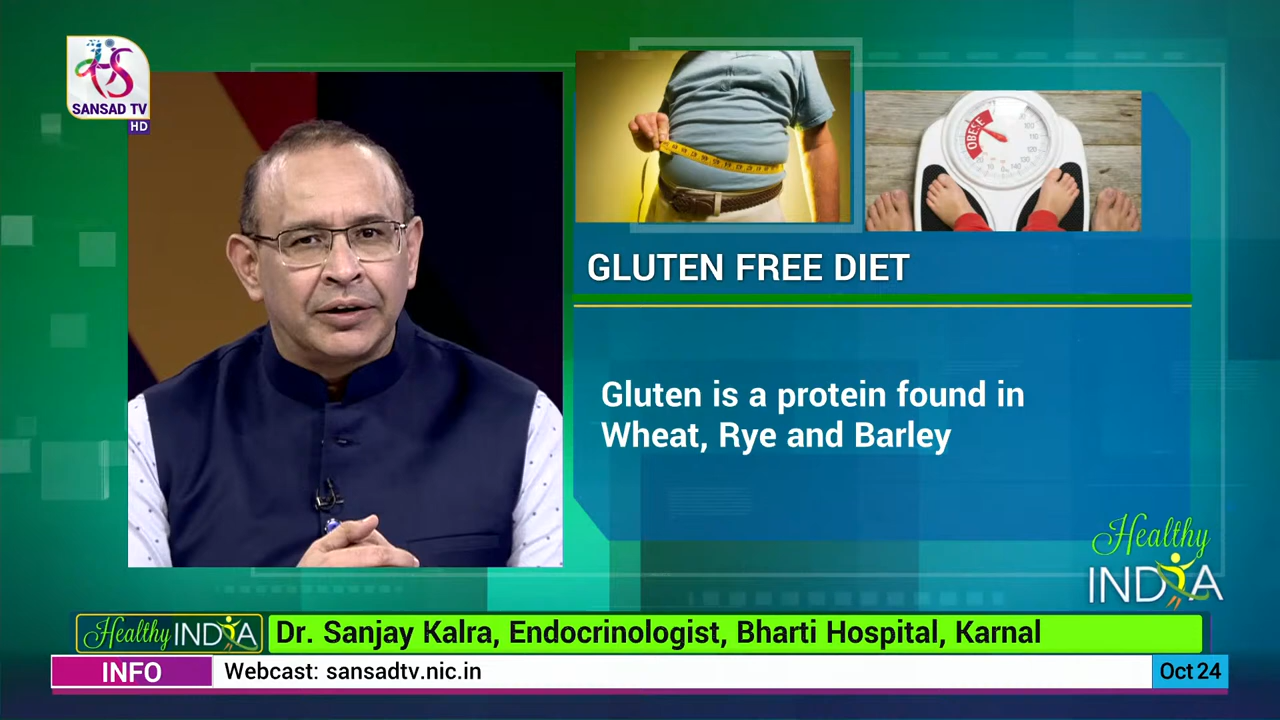 SANSAD TV
HD
OBESE
GLUTEN FREE DIET
Gluten is a protein found in
Wheat, Rye and Barley
Healthy
INDIA
Healthy INDIA
Dr. Sanjay Kalra, Endocrinologist, Bharti Hospital, Karnal
INFO
Webcast: sansadtv.nic.in
Oct 24